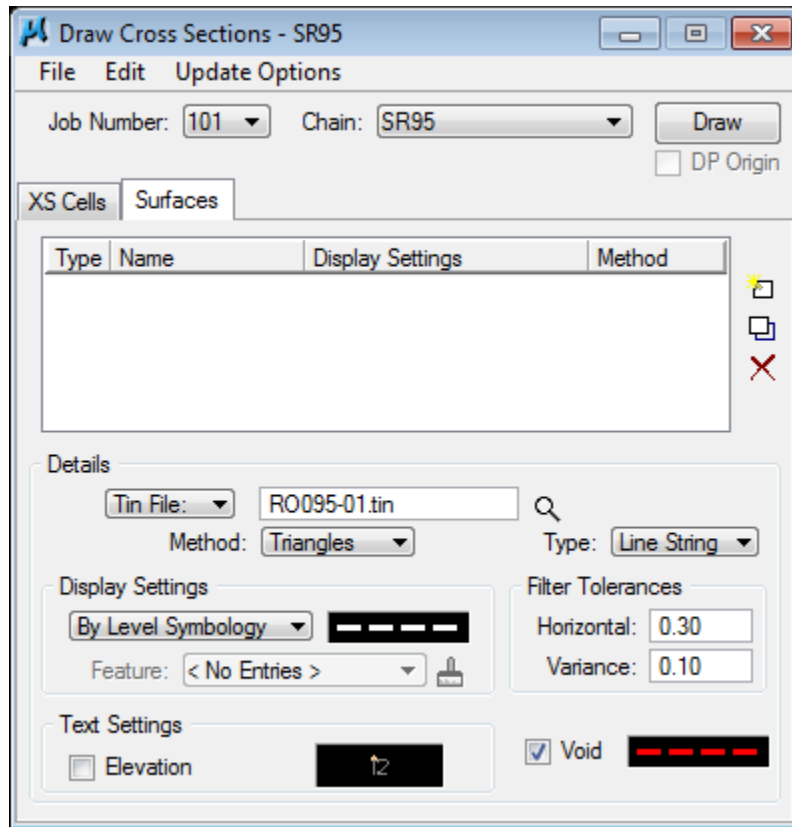 Draw Cross Sections - SR95
File Edit Update Options
Job Number: 101 Chain: SR95 Draw
DP Origin
XS Cells Surfaces
Type Name Display Settings Method
Details
Tin File: RO095-01.tin
Method: Triangles Type: Line String
Display Settings Filter Tolerances
By Level Symbology Horizontal: 0.30
Feature: < No Entries > Variance: 0.10
Text Settings
Elevation 12 Void